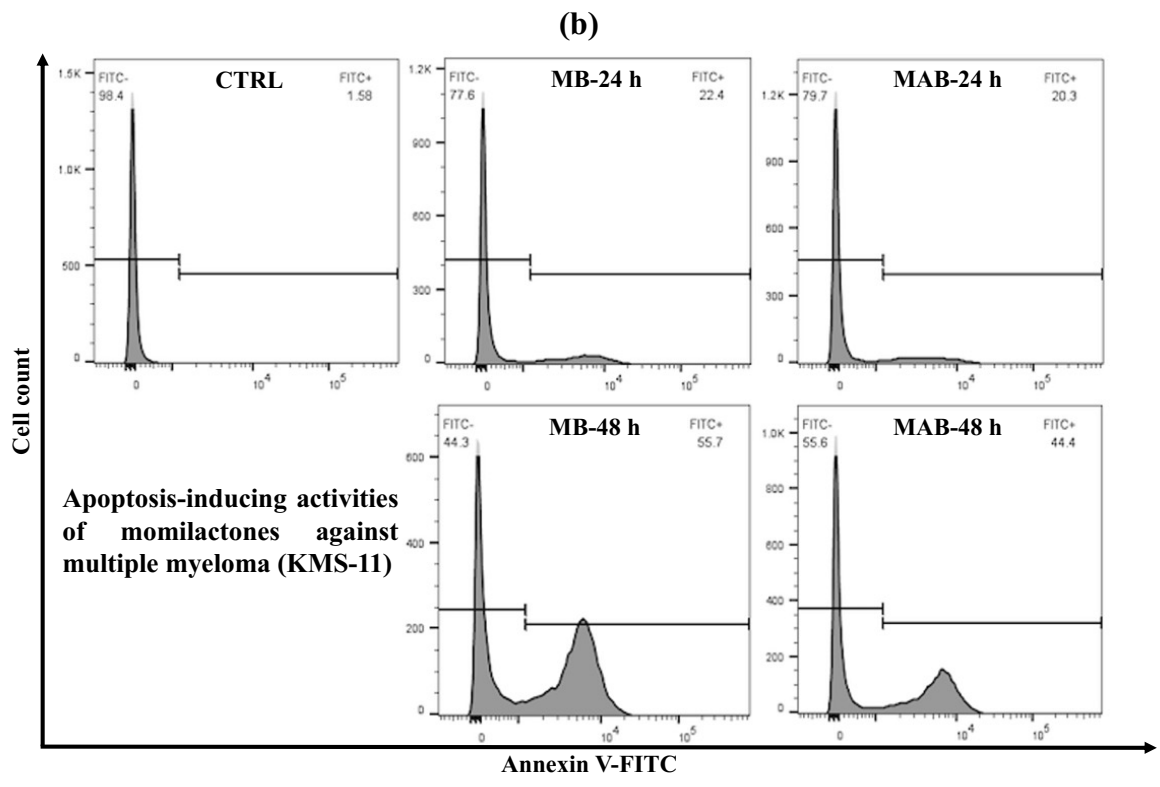 (b)
CTRL
FITC-
98.4
FITC+
1.58
1.5K
1.0K
500
0
0
10^4
10^5
MB-24 h
FITC-
77.6
FITC+
22.4
1.2K
900
600
300
0
0
10^4
10^5
MAB-24 h
FITC-
79.7
FITC+
20.3
1.2K
900
600
300
0
0
10^4
10^5
Cell count
Apoptosis-inducing activities
of momilactones against
multiple myeloma (KMS-11)
MB-48 h
FITC-
44.3
FITC+
55.7
600
400
200
0
0
10^4
10^5
MAB-48 h
FITC-
55.6
FITC+
44.4
1.0K
800
600
400
200
0
0
10^4
10^5
Annexin V-FITC